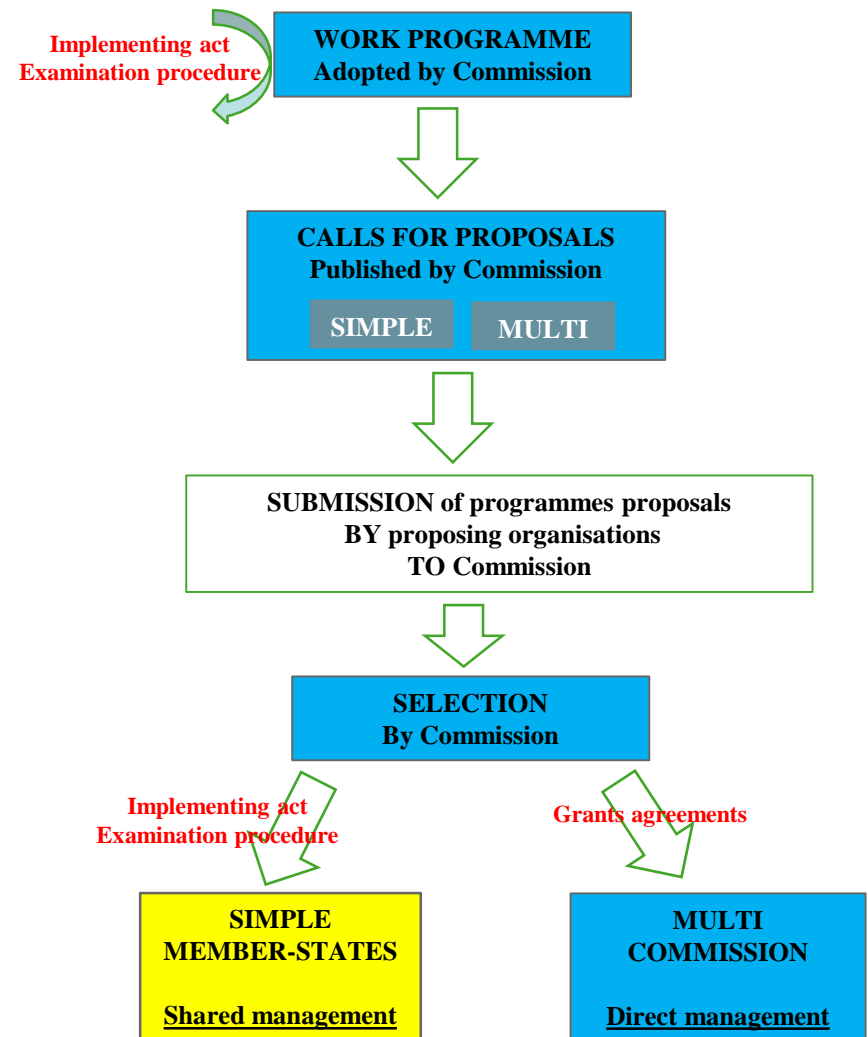 Implementing act
Examination procedure
WORK PROGRAMME
Adopted by Commission
CALLS FOR PROPOSALS
Published by Commission
SIMPLE
MULTI
SUBMISSION of programmes proposals
BY proposing organisations
TO Commission
SELECTION
By Commission
Implementing act
Examination procedure
Grants agreements
SIMPLE
MEMBER-STATES
Shared management
MULTI
COMMISSION
Direct management